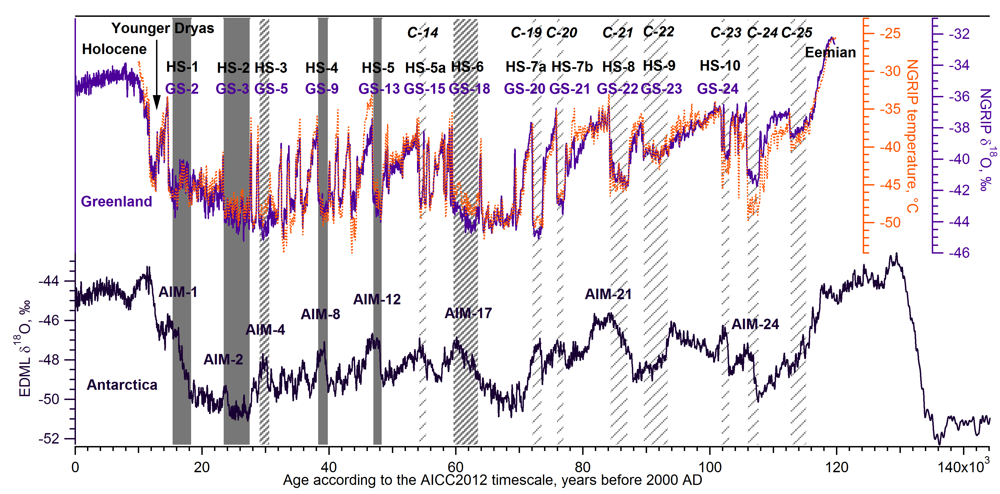 Younger Dryas
Holocene
C-14 C-19 C-20 C-21 C-22 C-23 C-24 C-25
Eemian
HS-1 HS-2 HS-3 HS-4 HS-5 HS-5a HS-6 HS-7a HS-7b HS-8 HS-9 HS-10
GS-2 GS-3 GS-5 GS-9 GS-13 GS-15 GS-18 GS-20 GS-21 GS-22 GS-23 GS-24
Greenland
-25
-30
-35
-40
-45
-50
NGRIP temperature, °C
-32
-34
-36
-38
-40
-42
-44
-46
NGRIP δ18O, ‰
-44
-46
-48
-50
-52
EDML δ18O, ‰
AIM-1
AIM-2
AIM-4
AIM-8
AIM-12
AIM-17
AIM-21
AIM-24
Antarctica
0 20 40 60 80 100 120 140x10³
Age according to the AICC2012 timescale, years before 2000 AD